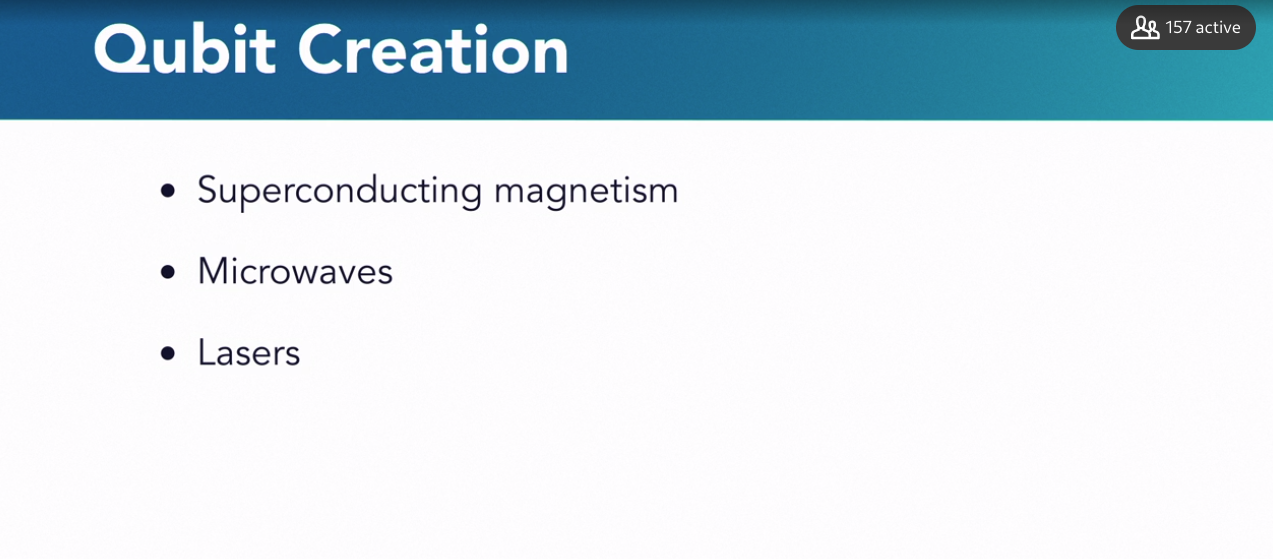 Qubit Creation
157 active
• Superconducting magnetism
• Microwaves
• Lasers